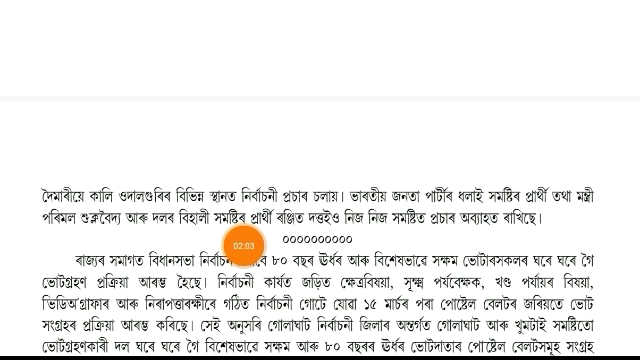 দৈমাৰীয়ে কালি ওদালগুৰিৰ বিভিন্ন স্থানত নিৰ্বাচনী প্ৰচাৰ চলায়। ভাৰতীয় জনতা পাৰ্টীৰ ধলাই সমষ্টিৰ প্ৰাৰ্থী তথা মন্ত্ৰী
পৰিমল শুক্লবৈদ্য আৰু দলৰ বিহালী সমষ্টিৰ প্ৰাৰ্থী ৰঞ্জিত দত্তইও নিজ নিজ সমষ্টিত প্ৰচাৰ অব্যাহত ৰাখিছে।
০০০০০০০০০০
02:03
ৰাজ্যৰ সমাগত বিধানসভা ৮০ বছৰ ঊৰ্ধৰ আৰু বিশেষভাৱে সক্ষম ভোটাৰসকলৰ ঘৰে ঘৰে গৈ
ভোটগ্ৰহণ প্ৰক্ৰিয়া আৰম্ভ হৈছে। নিৰ্বাচনী কাৰ্যত জড়িত ক্ষেত্ৰবিষয়া, সূক্ষ্ম পৰ্যবেক্ষক, খণ্ড পৰ্যায়ৰ বিষয়া,
ভিডিঅ'গ্ৰাফাৰ আৰু নিৰাপত্তাৰক্ষীৰে গঠিত নিৰ্বাচনী গোটে যোৱা ১৫ মাৰ্চৰ পৰা পোষ্টেল বেলটৰ জৰিয়তে ভোট
সংগ্ৰহৰ প্ৰক্ৰিয়া আৰম্ভ কৰিছে। সেই অনুসৰি গোলাঘাট নিৰ্বাচনী জিলাৰ অন্তৰ্গত গোলাঘাট আৰু খুমটাই সমষ্টিতো
ভোটগ্ৰহণকাৰী দল ঘৰে ঘৰে গৈ বিশেষভাৱে সক্ষম আৰু ৮০ বছৰৰ ঊৰ্ধৰ ভোটদাতাৰ পোষ্টেল বেলটসমূহ সংগ্ৰহ